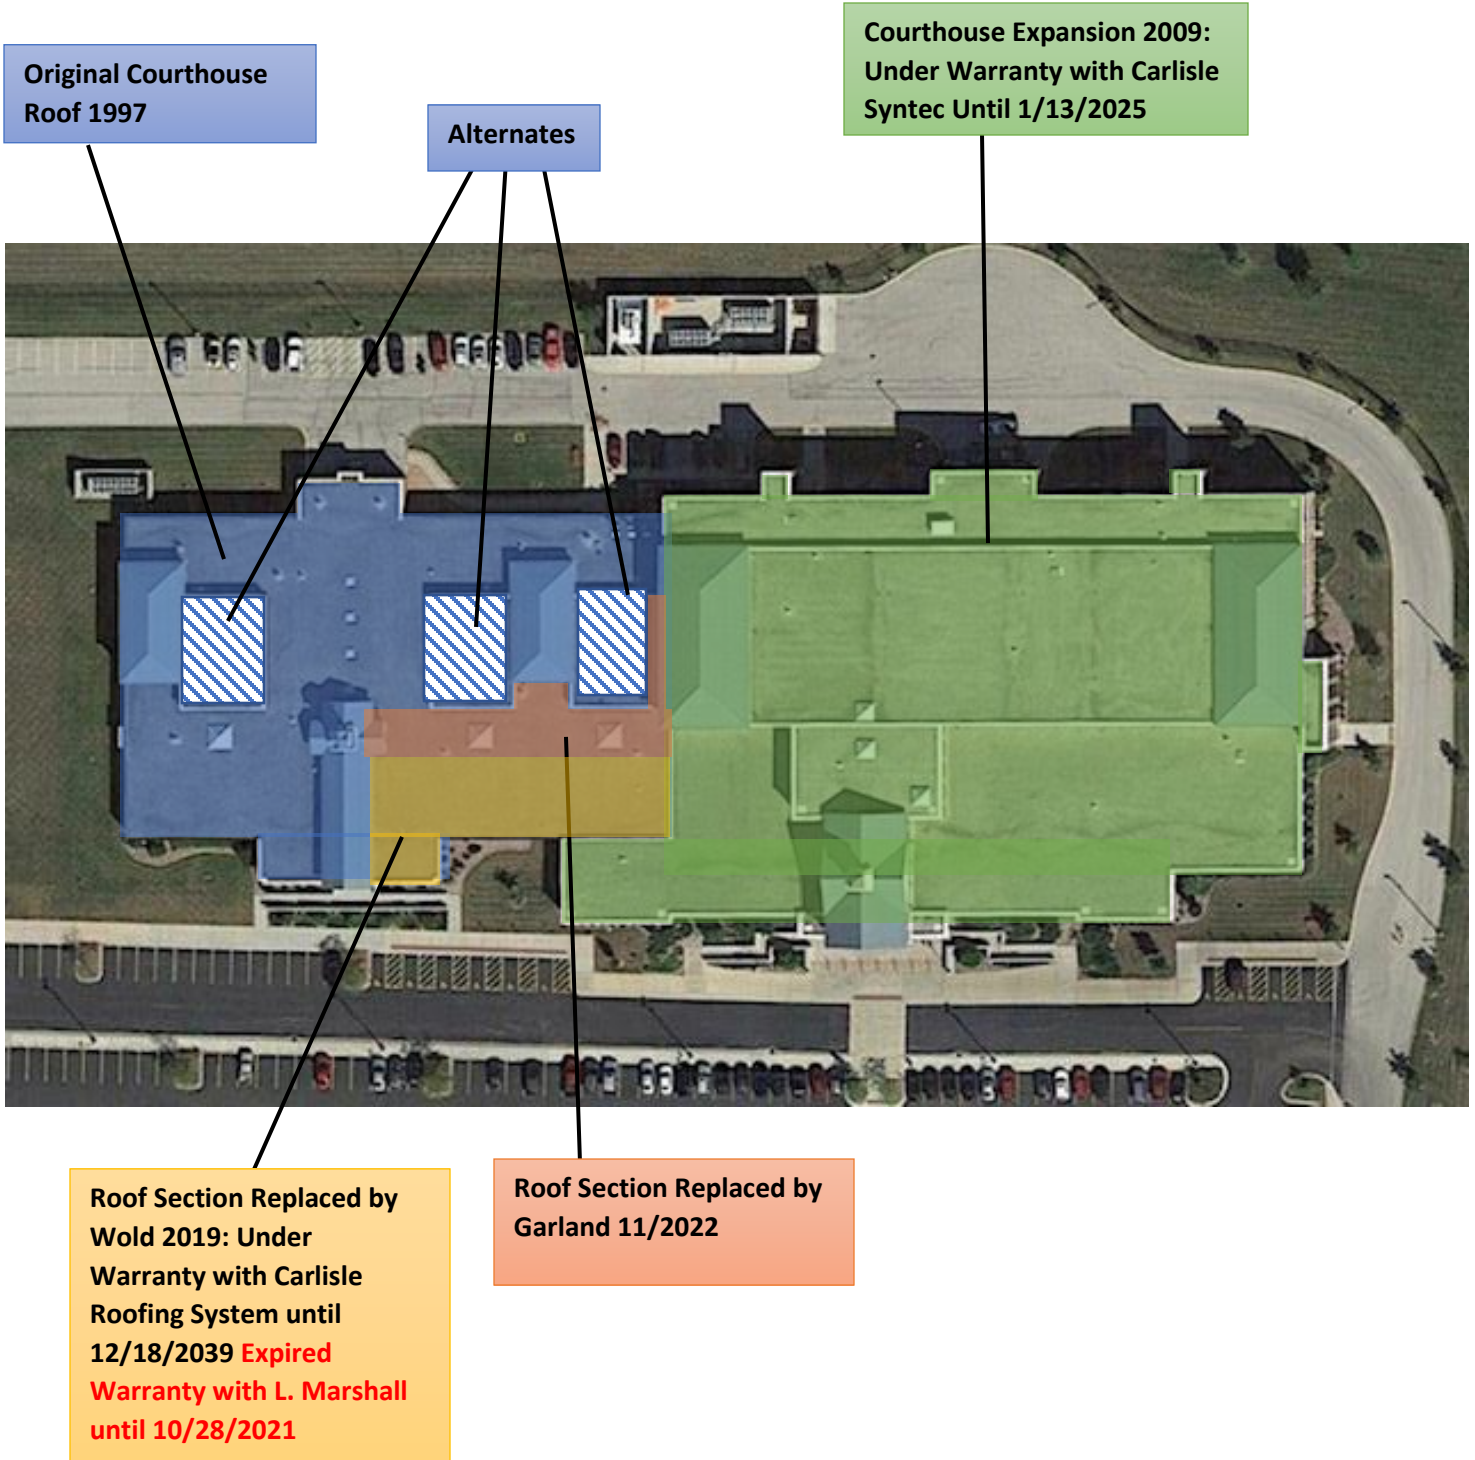 Original Courthouse
Roof 1997
Alternates
Courthouse Expansion 2009:
Under Warranty with Carlisle
Syntec Until 1/13/2025
Roof Section Replaced by
Wold 2019: Under
Warranty with Carlisle
Roofing System until
12/18/2039 Expired
Warranty with L. Marshall
until 10/28/2021
Roof Section Replaced by
Garland 11/2022